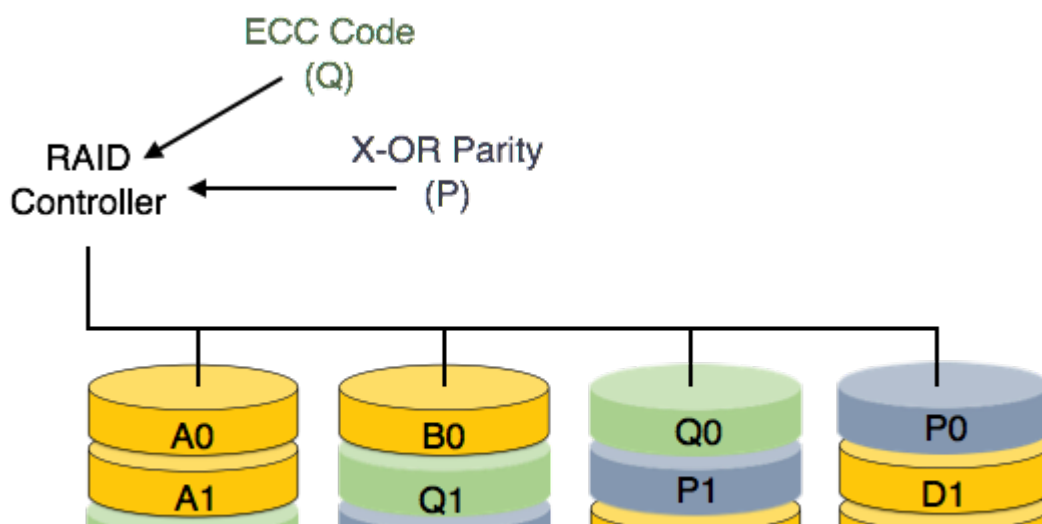 ECC Code
(Q)
X-OR Parity
(P)
RAID
Controller
A0
B0
Q0
P0
A1
Q1
P1
D1